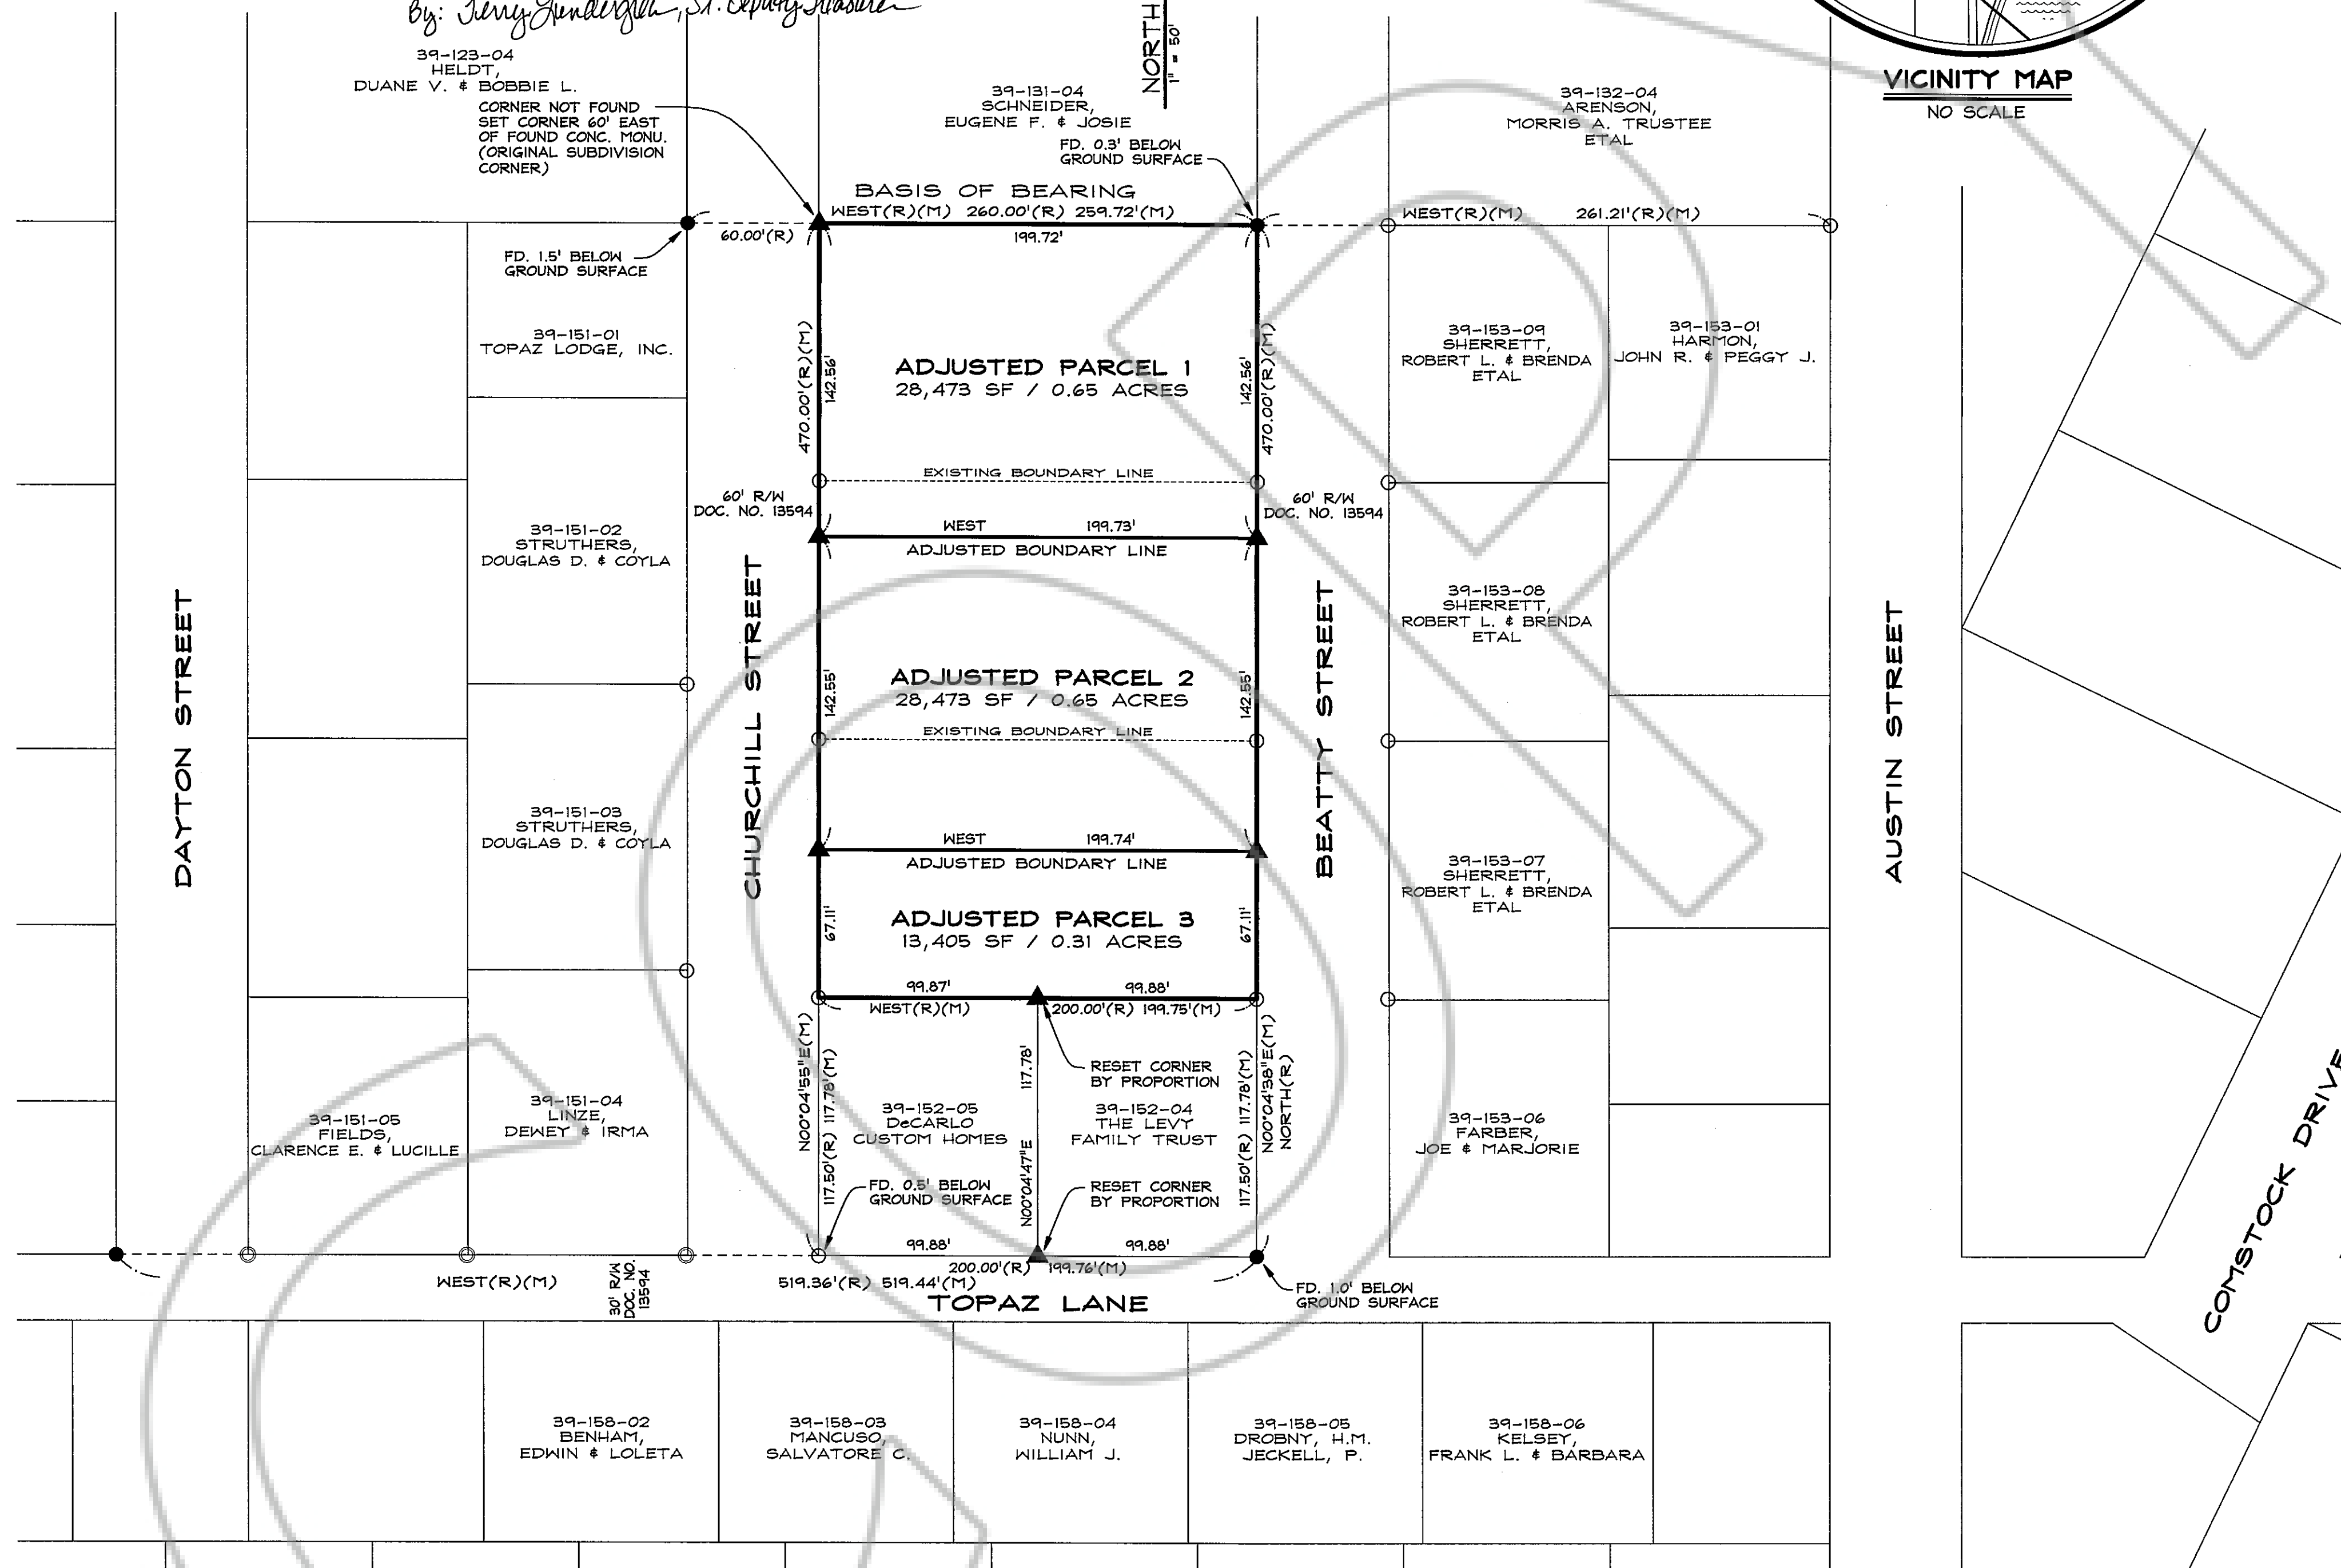 By: Terry Lundergreen, Sr. Deputy Treasurer
39-123-04
HELDT,
DUANE V. & BOBBIE L.
CORNER NOT FOUND
SET CORNER 60' EAST
OF FOUND CONC. MONU.
(ORIGINAL SUBDIVISION
CORNER)
39-131-04
SCHNEIDER,
EUGENE F. & JOSIE
NORTH
1" = 50'
FD. 0.3' BELOW
GROUND SURFACE
39-132-04
ARENSON,
MORRIS A. TRUSTEE
ETAL
VICINITY MAP
NO SCALE
BASIS OF BEARING
WEST(R)(M) 260.00'(R) 259.72'(M)
199.72'
60.00'(R)
WEST(R)(M) 261.21'(R)(M)
FD. 1.5' BELOW
GROUND SURFACE
39-151-01
TOPAZ LODGE, INC.
470.00'(R)(M)
142.56'
ADJUSTED PARCEL 1
28,473 SF / 0.65 ACRES
142.56'
470.00'(R)(M)
39-153-09
SHERRETT,
ROBERT L. & BRENDA
ETAL
39-153-01
HARMON,
JOHN R. & PEGGY J.
EXISTING BOUNDARY LINE
60' R/W
DOC. NO. 13594
60' R/W
DOC. NO. 13594
WEST 199.73'
ADJUSTED BOUNDARY LINE
39-151-02
STRUTHERS,
DOUGLAS D. & COYLA
39-153-08
SHERRETT,
ROBERT L. & BRENDA
ETAL
DAYTON STREET
CHURCHILL STREET
BEATTY STREET
AUSTIN STREET
142.55'
ADJUSTED PARCEL 2
28,473 SF / 0.65 ACRES
142.55'
EXISTING BOUNDARY LINE
39-151-03
STRUTHERS,
DOUGLAS D. & COYLA
WEST 199.74'
ADJUSTED BOUNDARY LINE
39-153-07
SHERRETT,
ROBERT L. & BRENDA
ETAL
67.11'
ADJUSTED PARCEL 3
13,405 SF / 0.31 ACRES
67.11'
99.87' 99.88'
WEST(R)(M) 200.00'(R) 199.75'(M)
N00°04'55"E(M)
117.50'(R) 117.78'(M)
117.78'
N00°04'47"E
RESET CORNER
BY PROPORTION
117.50'(R) 117.78'(M)
N00°04'38"E(M)
NORTH(R)
39-151-05
FIELDS,
CLARENCE E. & LUCILLE
39-151-04
LINZE,
DEWEY & IRMA
39-152-05
DeCARLO
CUSTOM HOMES
39-152-04
THE LEVY
FAMILY TRUST
39-153-06
FARBER,
JOE & MARJORIE
FD. 0.5' BELOW
GROUND SURFACE
RESET CORNER
BY PROPORTION
99.88' 99.88'
200.00'(R) 199.76'(M)
WEST(R)(M)
30' R/W
DOC. NO.
13594
519.36'(R) 519.44'(M)
TOPAZ LANE
FD. 1.0' BELOW
GROUND SURFACE
COMSTOCK DRIVE
39-158-02
BENHAM,
EDWIN & LOLETA
39-158-03
MANCUSO,
SALVATORE C.
39-158-04
NUNN,
WILLIAM J.
39-158-05
DROBNY, H.M.
JECKELL, P.
39-158-06
KELSEY,
FRANK L. & BARBARA